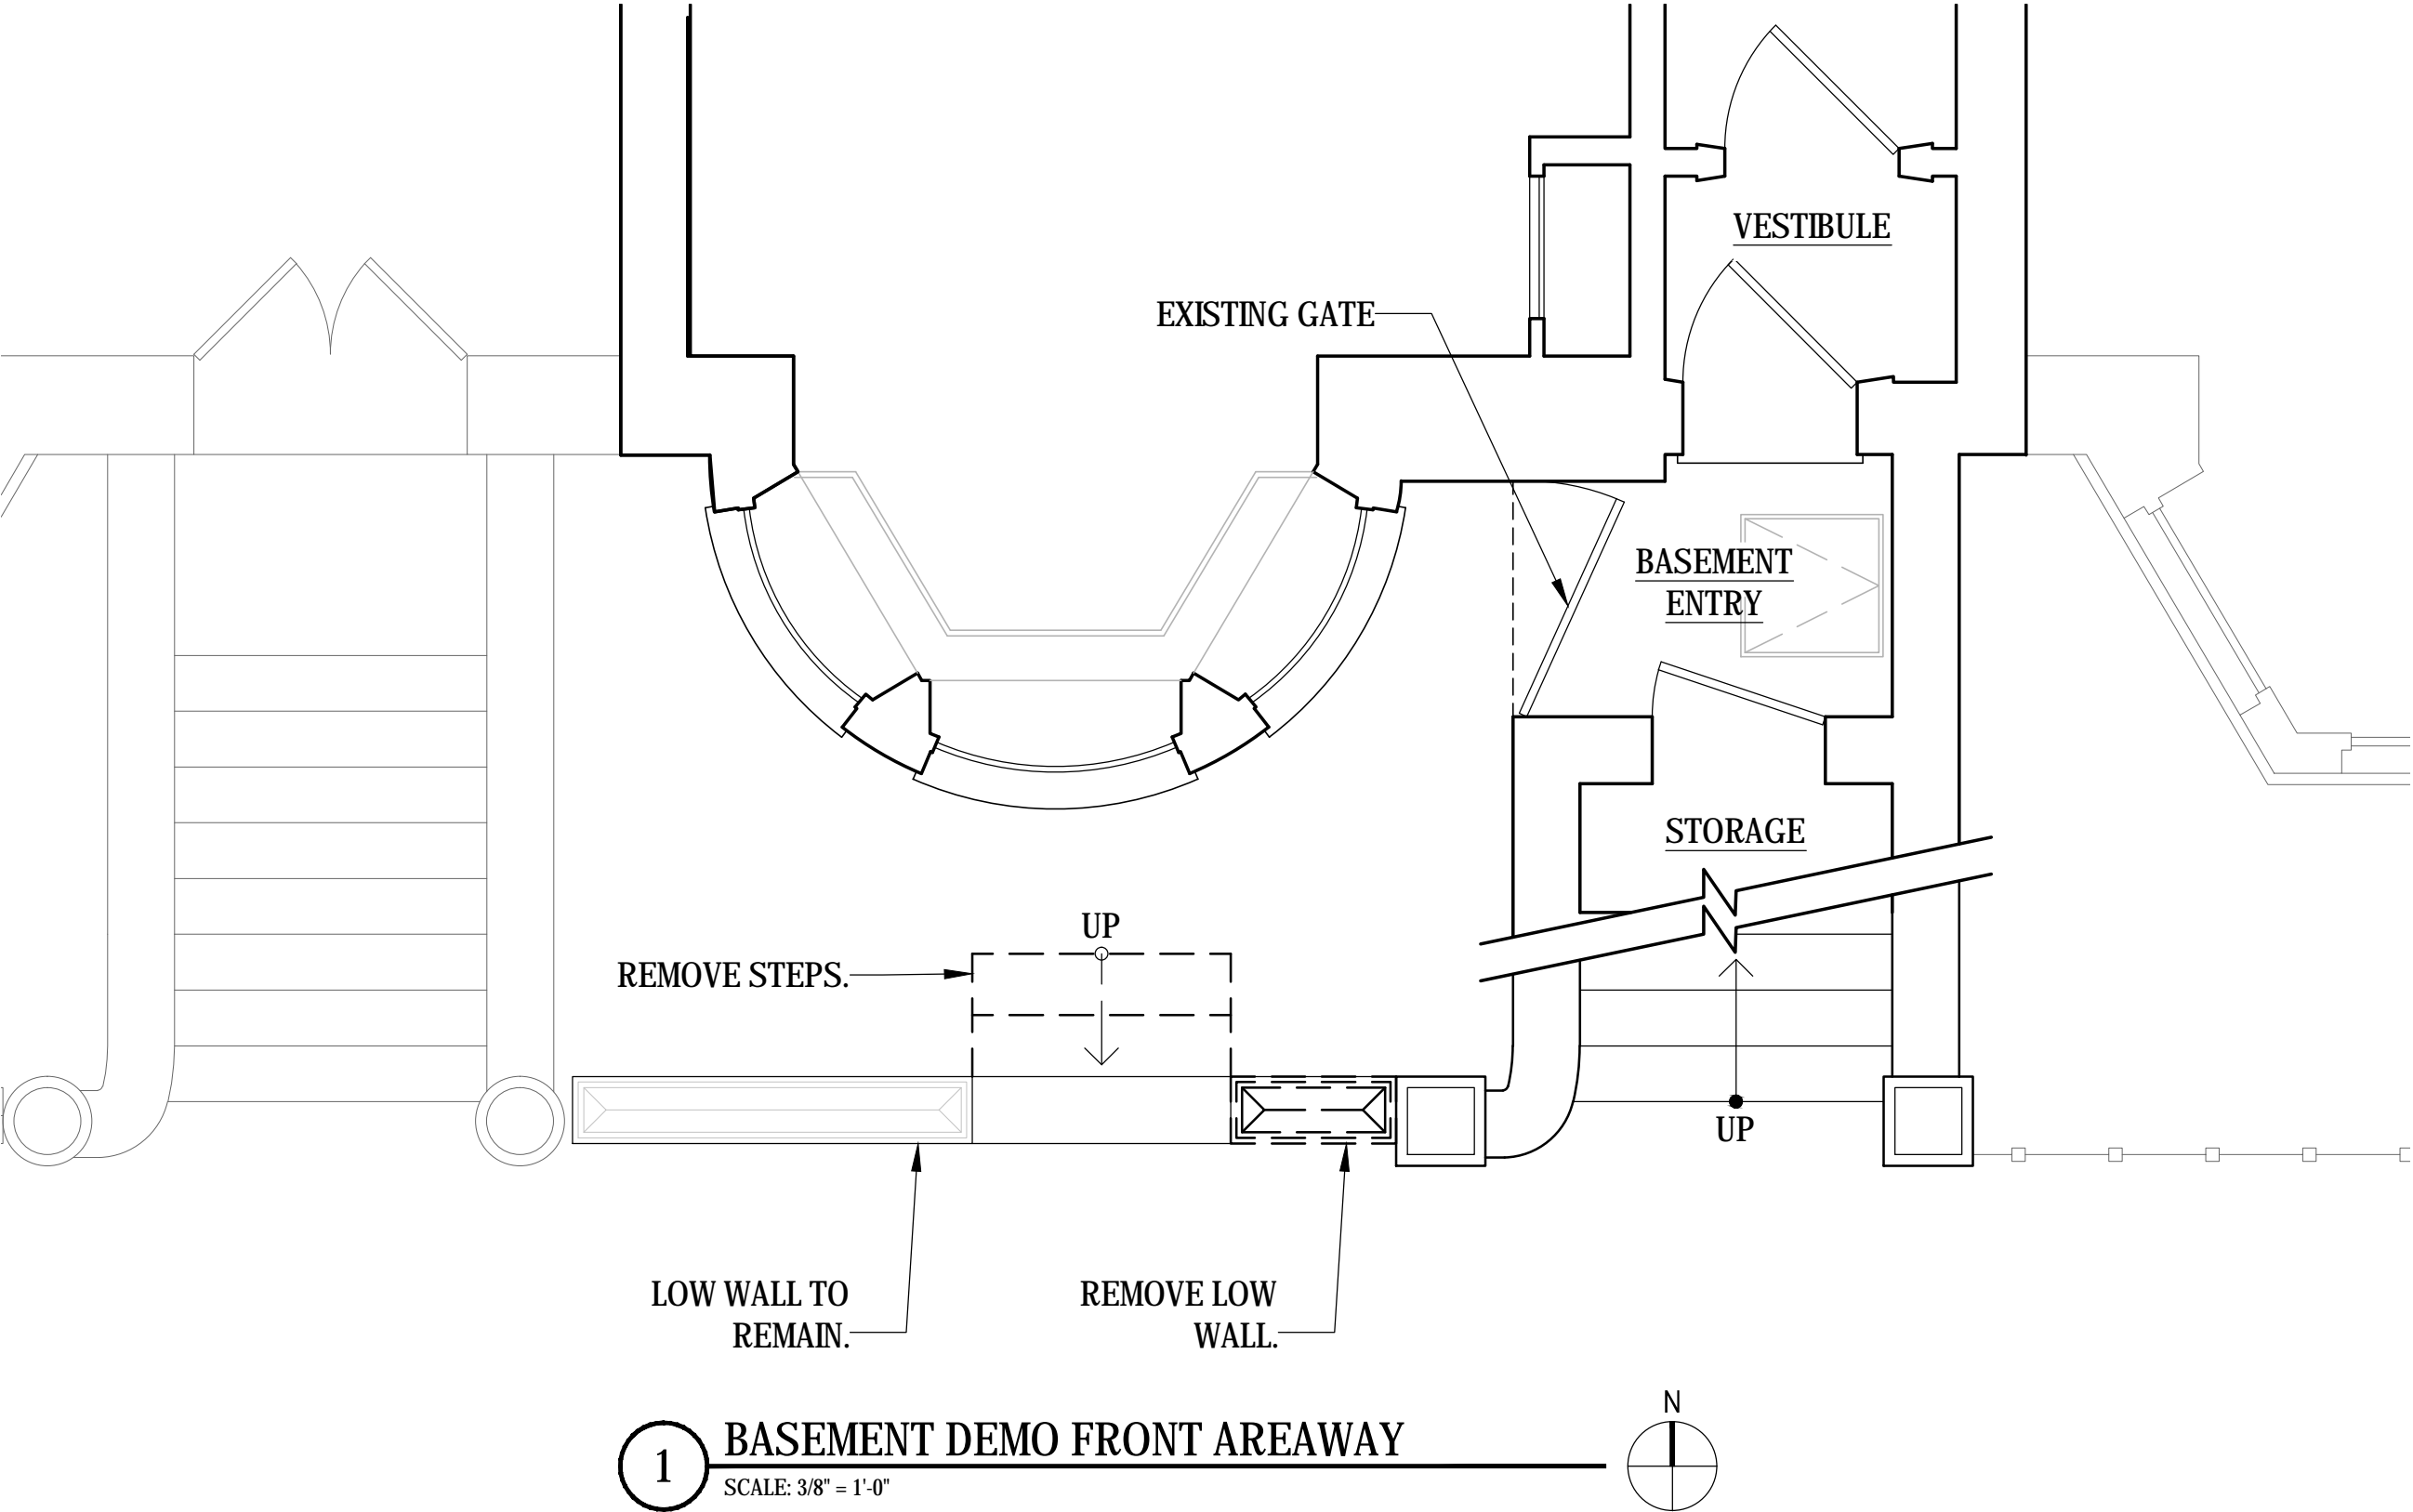 VESTIBULE
EXISTING GATE
BASEMENT
ENTRY
STORAGE
UP
REMOVE STEPS.
UP
LOW WALL TO
REMAIN.
REMOVE LOW
WALL.
N
1
BASEMENT DEMO FRONT AREAWAY
SCALE: 3/8" = 1'-0"